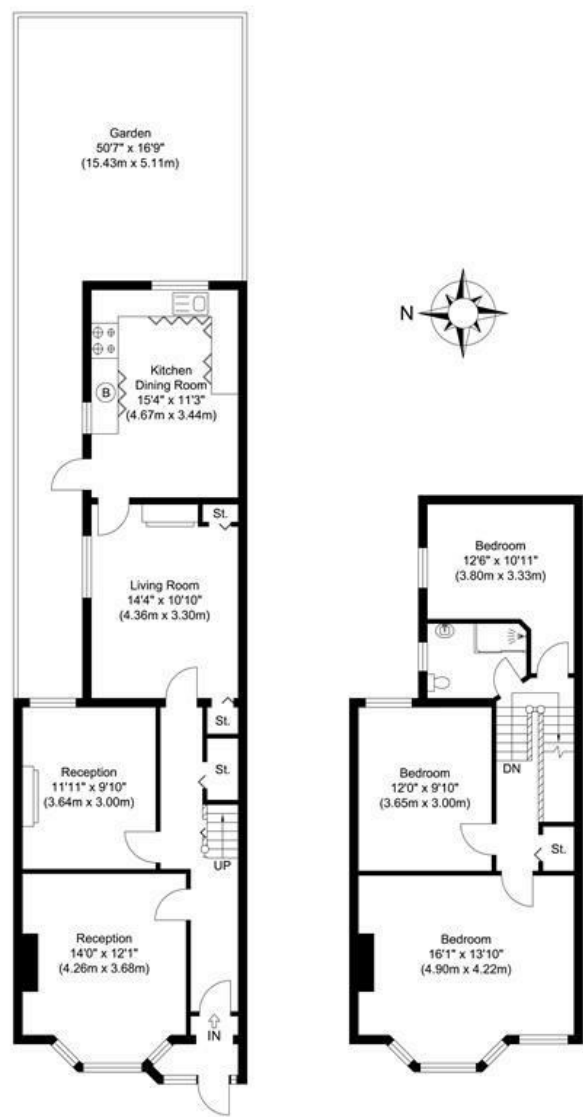 Garden
50'7" x 16'9"
(15.43m x 5.11m)
N
Kitchen
Dining Room
15'4" x 11'3"
(4.67m x 3.44m)
B
St.
Living Room
14'4" x 10'10"
(4.36m x 3.30m)
St.
St.
Reception
11'11" x 9'10"
(3.64m x 3.00m)
UP
Reception
14'0" x 12'1"
(4.26m x 3.68m)
IN
Bedroom
12'6" x 10'11"
(3.80m x 3.33m)
DN
Bedroom
12'0" x 9'10"
(3.65m x 3.00m)
St.
Bedroom
16'1" x 13'10"
(4.90m x 4.22m)